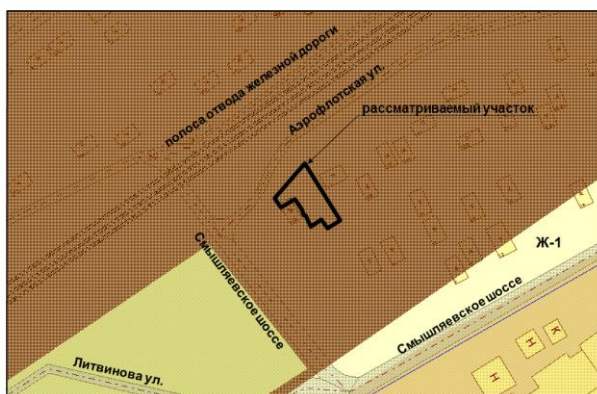 полоса отвода железной дороги
Аэрофлотская ул.
рассматриваемый участок
Смышляевское шоссе
Ж-1
Смышляевское шоссе
Литвинова ул.
Н
Н
К
Н